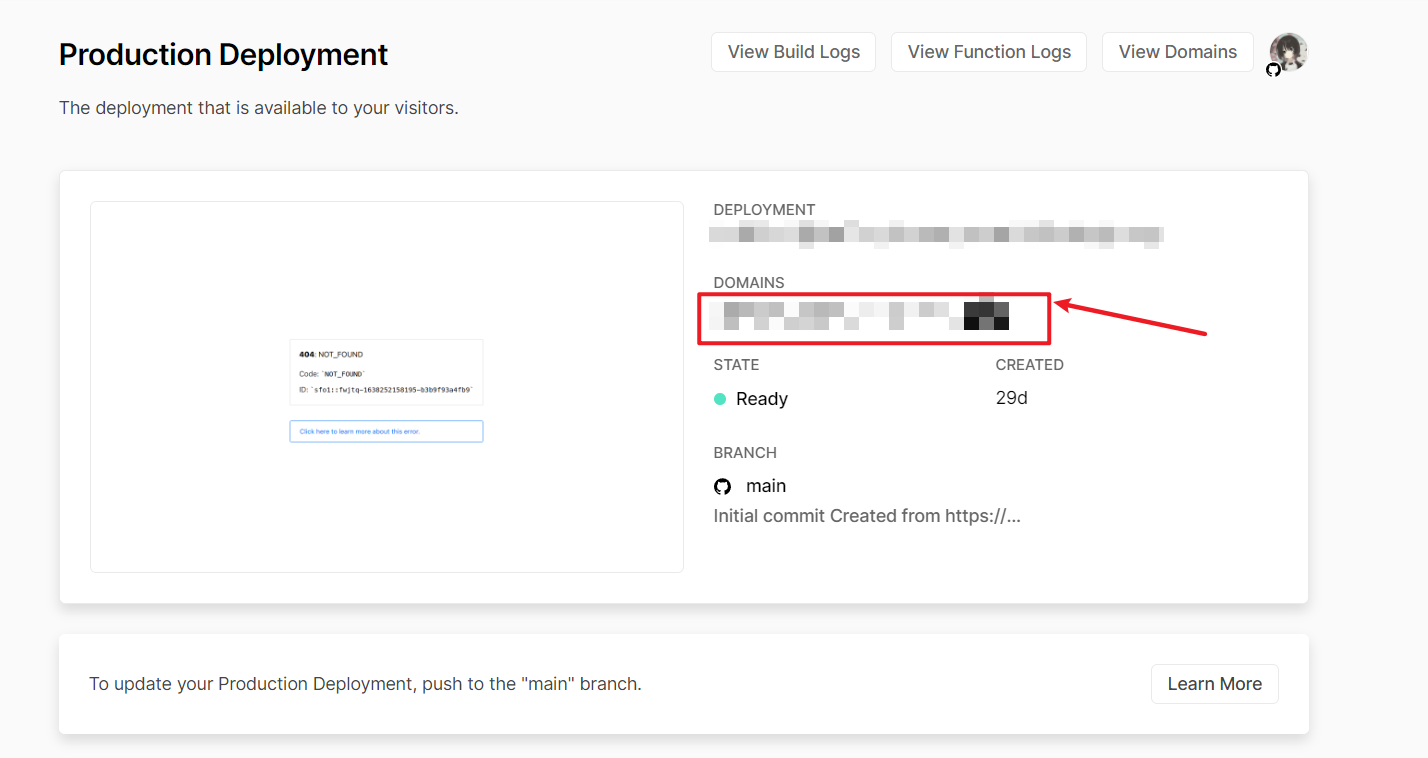 Production Deployment
View Build Logs
View Function Logs
View Domains
The deployment that is available to your visitors.
DEPLOYMENT
DOMAINS
404: NOT_FOUND
Code: `NOT_FOUND`
ID: `sfo1::fwjtq-1638252158195-b3b9f93a4fb9`
Click here to learn more about this error.
STATE
CREATED
Ready
29d
BRANCH
main
Initial commit Created from https://...
To update your Production Deployment, push to the "main" branch.
Learn More